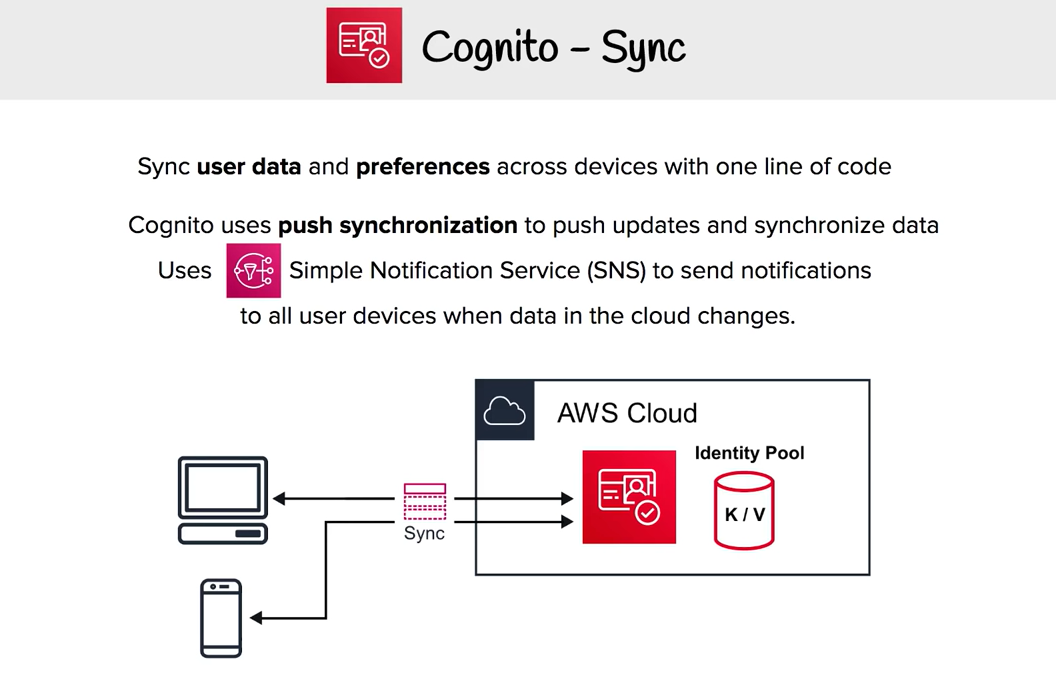 Cognito – Sync
Sync user data and preferences across devices with one line of code
Cognito uses push synchronization to push updates and synchronize data
Uses Simple Notification Service (SNS) to send notifications
to all user devices when data in the cloud changes.
AWS Cloud
Identity Pool
K / V
Sync